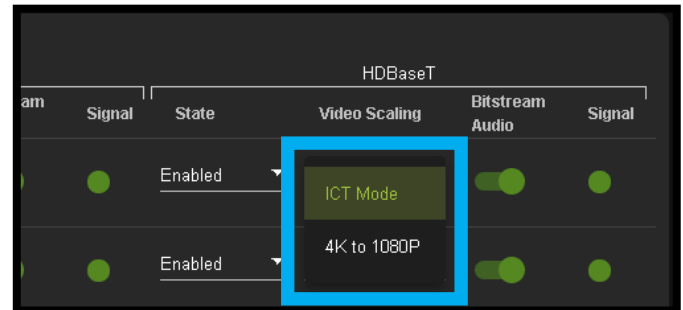 HDBaseT
am
Signal
State
Video Scaling
Bitstream
Audio
Signal
Enabled
ICT Mode
4K to 1080P
Enabled